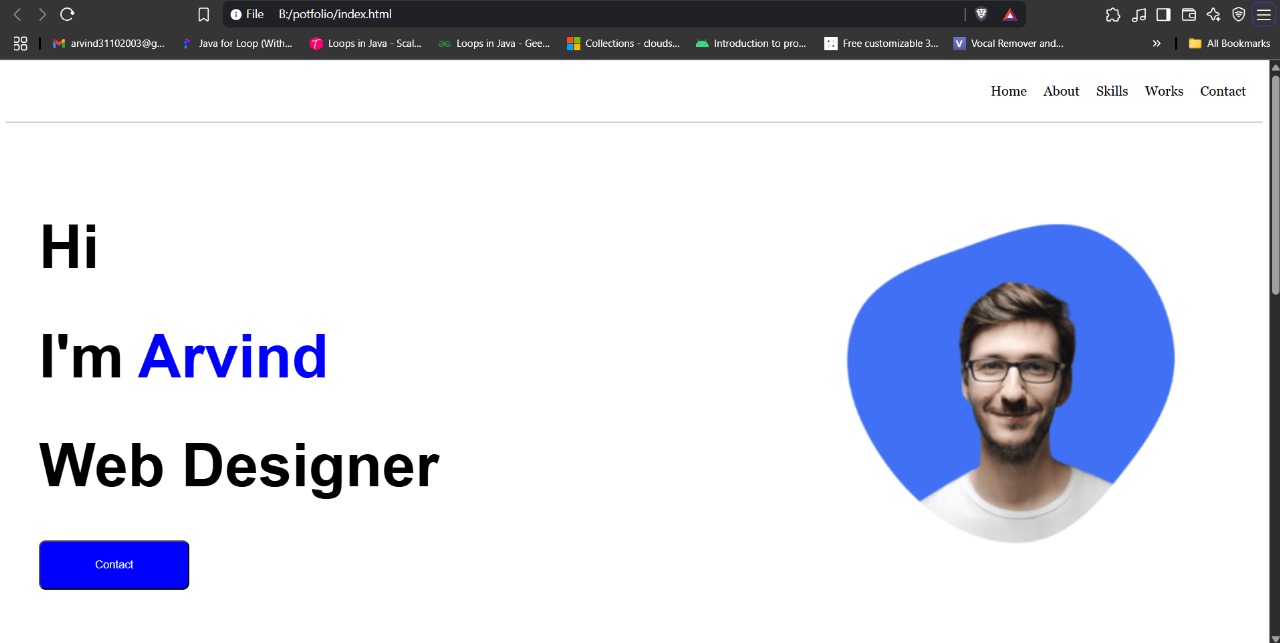 File B:/potfolio/index.html
arvind31102003@g... Java for Loop (With... Loops in Java - Scal... Loops in Java - Gee... Collections - clouds... Introduction to pro... Free customizable 3... Vocal Remover and... » All Bookmarks
Home About Skills Works Contact
Hi
I'm Arvind
Web Designer
Contact